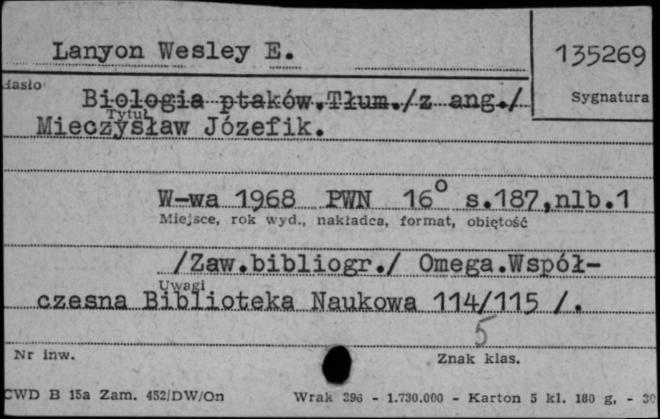 Lanyon Wesley E.
135269
Hasło
Sygnatura
Biologia ptaków.Tłum./z ang./
Tytuł
Mieczysław Józefik.
W-wa 1968 PWN 16° s.187,nlb.1
Miejsce, rok wyd., nakładca, format, objętość
/Zaw.bibliogr./ Omega.Współ-
Uwagi
czesna Biblioteka Naukowa 114/115 /.
5
Nr inw.
Znak klas.
CWD B 15a Zam. 452/DW/On
Wrak 396 - 1.730.000 - Karton 5 kl. 180 g. - 30